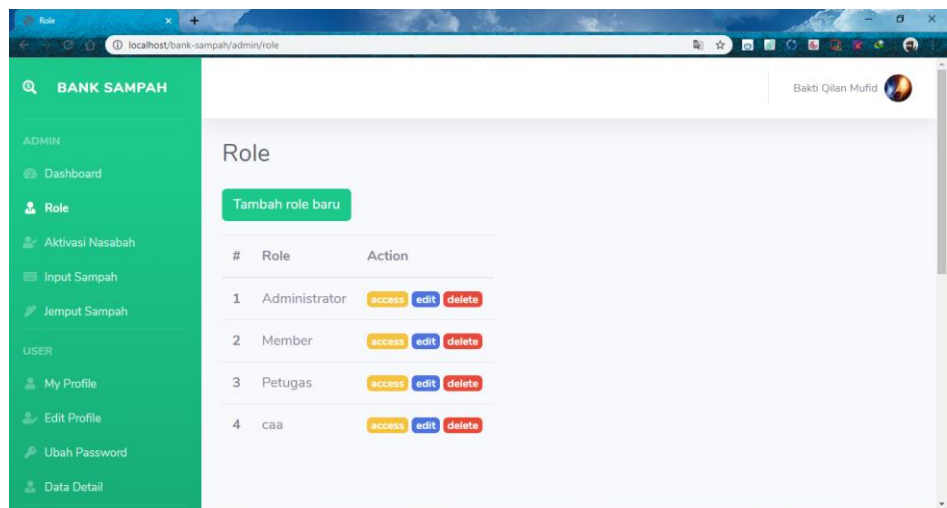 Role
localhost/bank-sampah/admin/role
BANK SAMPAH
Bakti Qilan Mufid
ADMIN
Dashboard
Role
Aktivasi Nasabah
Input Sampah
Jemput Sampah
USER
My Profile
Edit Profile
Ubah Password
Data Detail
Role
Tambah role baru
# Role Action
1 Administrator access edit delete
2 Member access edit delete
3 Petugas access edit delete
4 caa access edit delete